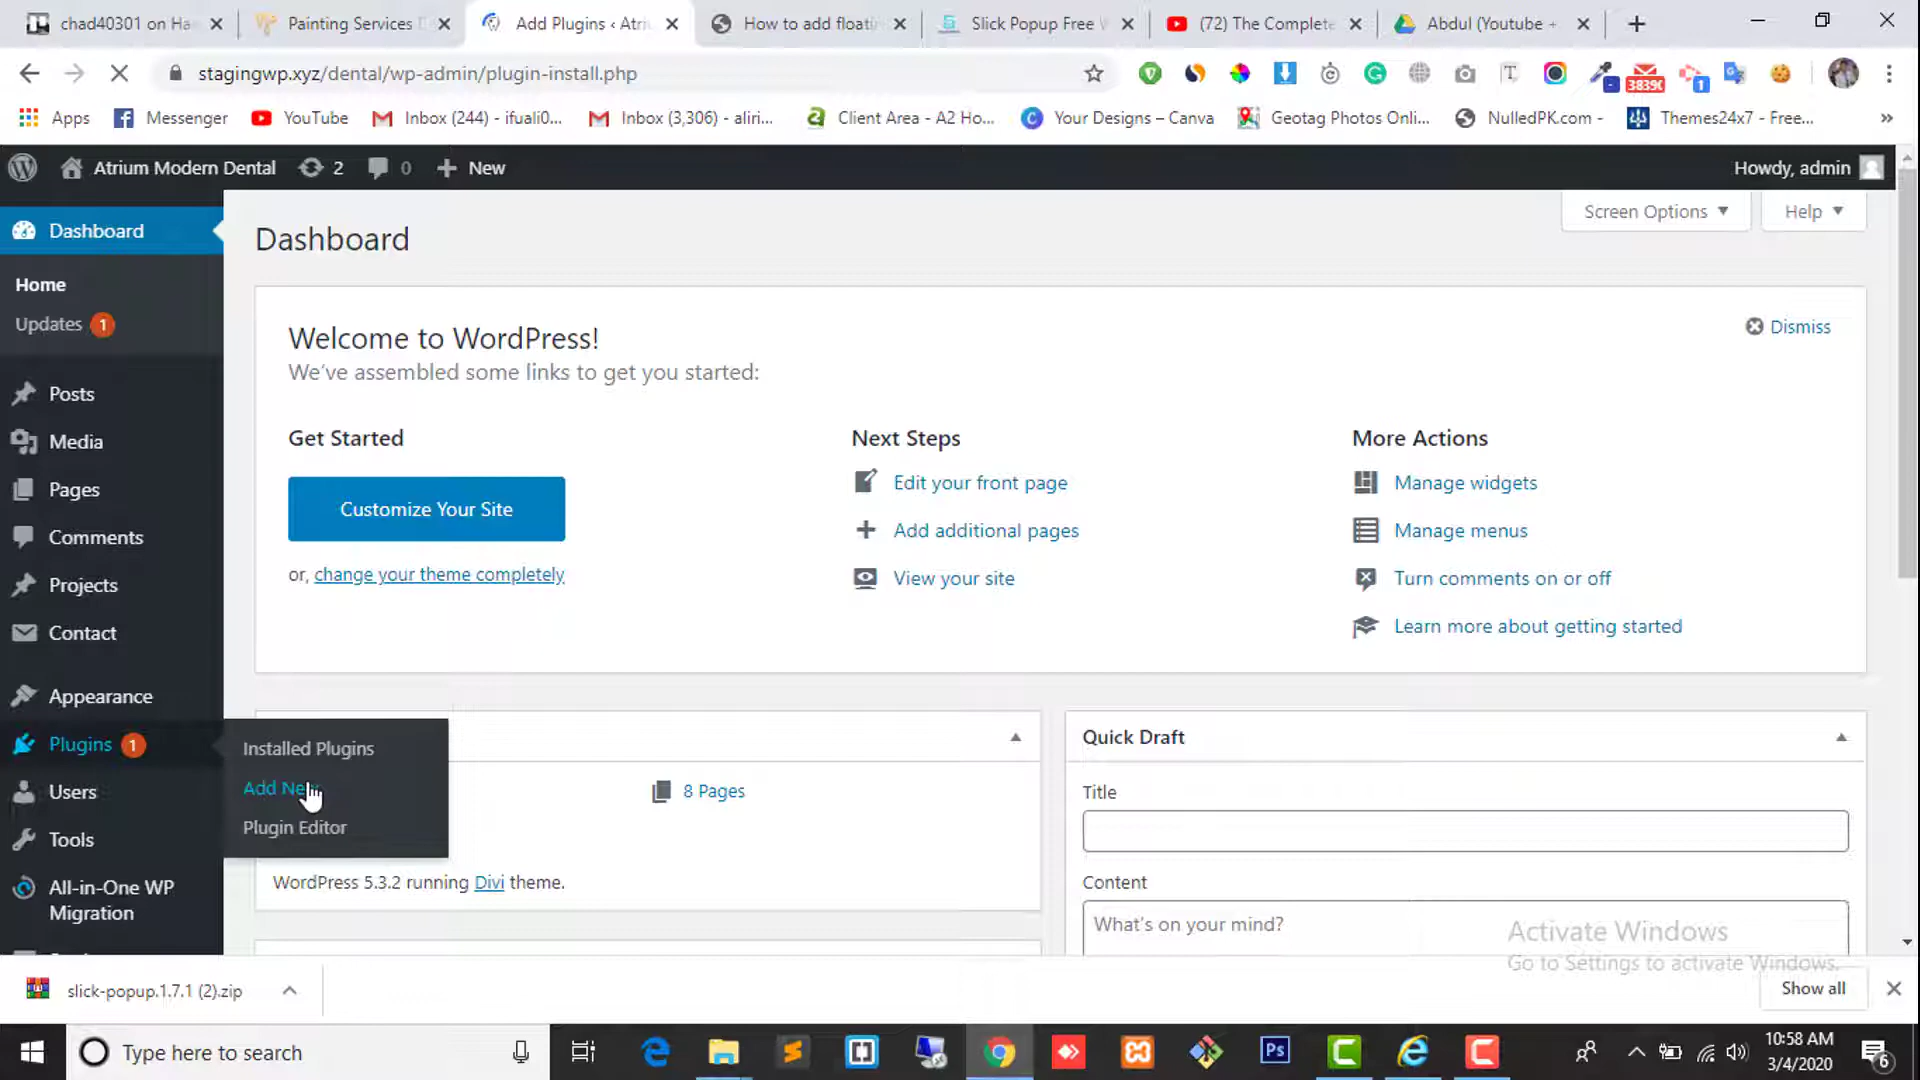 chad40301 on Ha
Painting Services D
Add Plugins ‹ Atri
How to add floati
Slick Popup Free V
(72) The Complete
Abdul (Youtube +
stagingwp.xyz/dental/wp-admin/plugin-install.php
3839
1
Apps
Messenger
YouTube
Inbox (244) - ifuali0...
Inbox (3,306) - aliri...
Client Area - A2 Ho...
Your Designs – Canva
Geotag Photos Onli...
NulledPK.com -
Themes24x7 - Free...
»
Atrium Modern Dental
2
0
New
Howdy, admin
Dashboard
Home
Updates 1
Posts
Media
Pages
Comments
Projects
Contact
Appearance
Plugins 1
Users
Tools
All-in-One WP
Migration
Installed Plugins
Add New
Plugin Editor
Screen Options
Help
Dashboard
Welcome to WordPress!
We've assembled some links to get you started:
Dismiss
Get Started
Customize Your Site
or, change your theme completely
Next Steps
Edit your front page
Add additional pages
View your site
More Actions
Manage widgets
Manage menus
Turn comments on or off
Learn more about getting started
8 Pages
WordPress 5.3.2 running Divi theme.
Quick Draft
Title
Content
What's on your mind?
Activate Windows
Go to Settings to activate Windows.
slick-popup.1.7.1 (2).zip
Show all
Type here to search
Ps
10:58 AM
3/4/2020
6